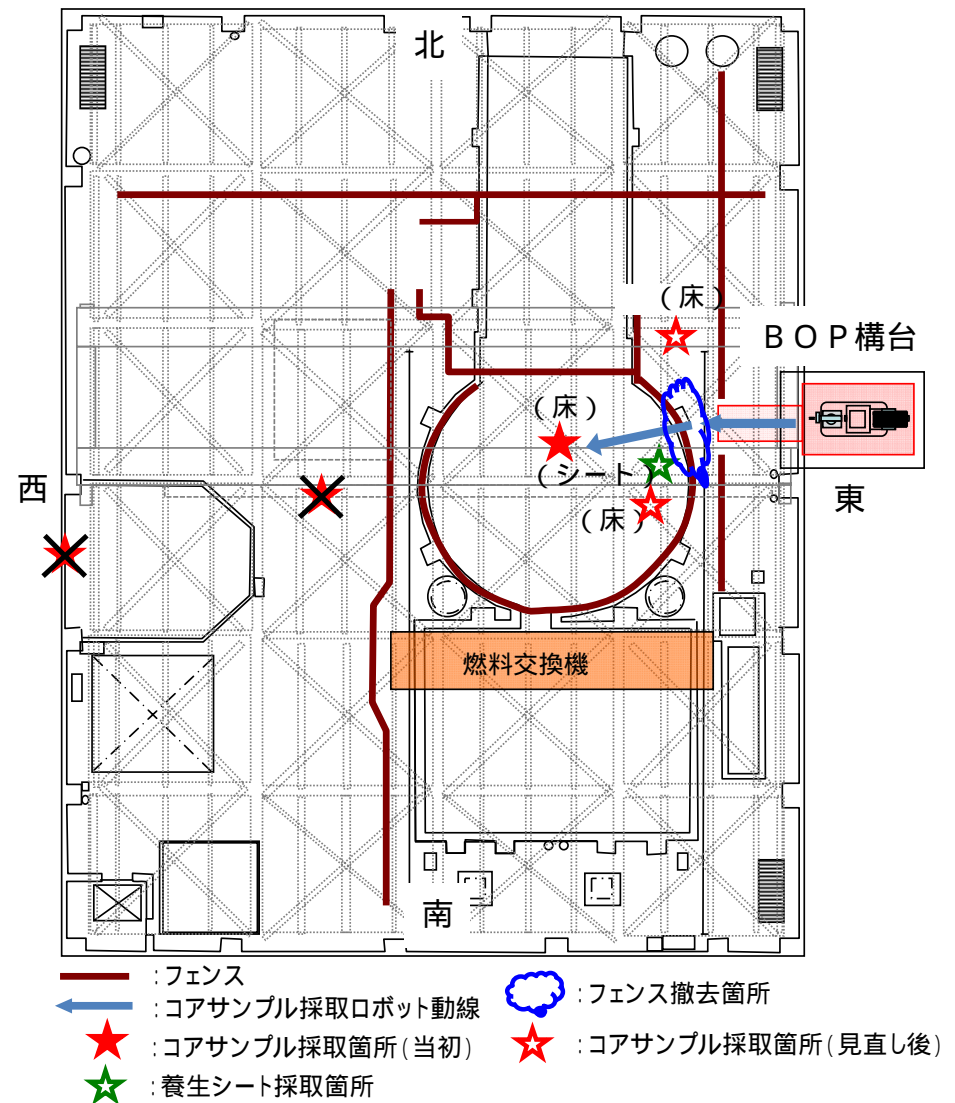 北
(床)
BOP構台
(床)
西
(シート)
東
(床)
燃料交換機
南
:フェンス
:フェンス撤去箇所
:コアサンプル採取ロボット動線
:コアサンプル採取箇所(当初)
:コアサンプル採取箇所(見直し後)
:養生シート採取箇所